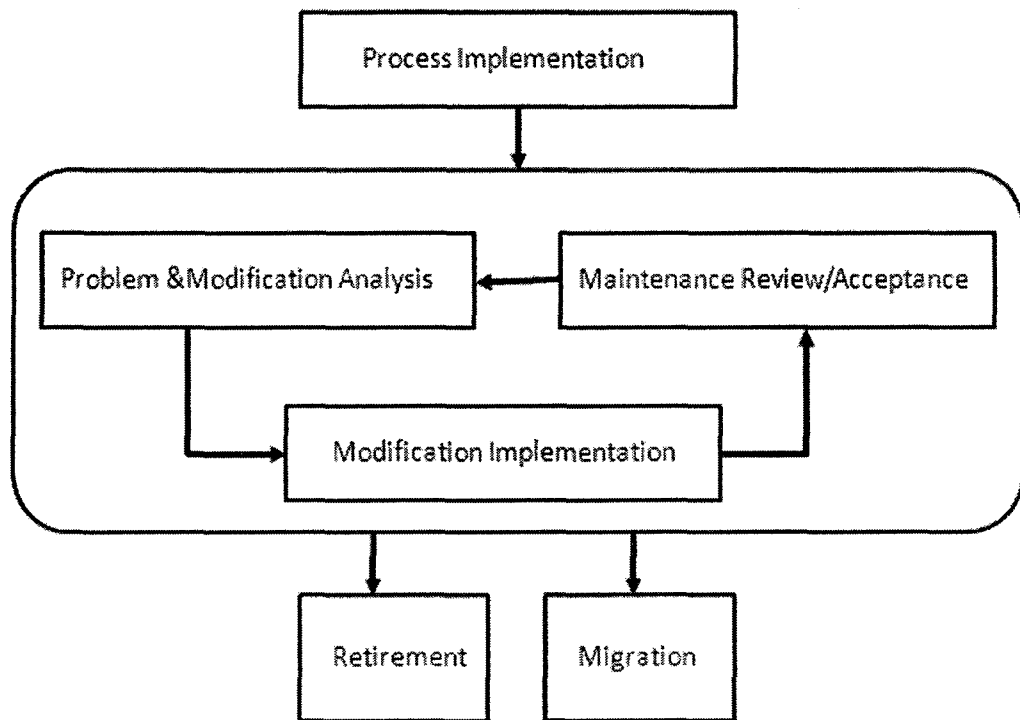 Process Implementation
Problem &Modification Analysis
Maintenance Review/Acceptance
Modification Implementation
Retirement
Migration